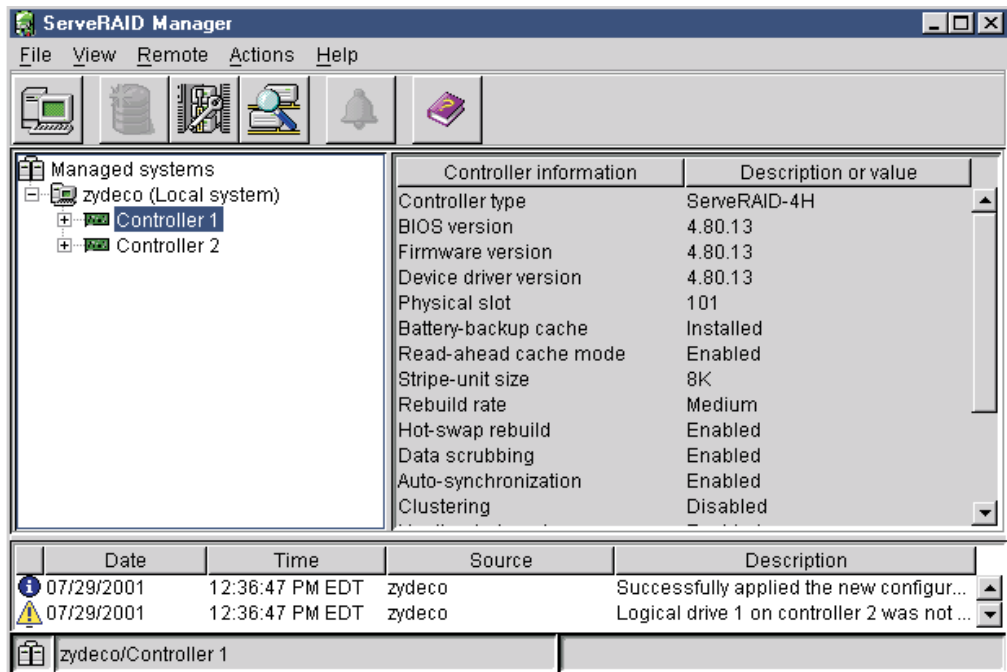 ServeRAID Manager
File View Remote Actions Help
Managed systems
zydeco (Local system)
Controller 1
Controller 2
Controller information Description or value
Controller type ServeRAID-4H
BIOS version 4.80.13
Firmware version 4.80.13
Device driver version 4.80.13
Physical slot 101
Battery-backup cache Installed
Read-ahead cache mode Enabled
Stripe-unit size 8K
Rebuild rate Medium
Hot-swap rebuild Enabled
Data scrubbing Enabled
Auto-synchronization Enabled
Clustering Disabled
Date Time Source Description
07/29/2001 12:36:47 PM EDT zydeco Successfully applied the new configur...
07/29/2001 12:36:47 PM EDT zydeco Logical drive 1 on controller 2 was not ...
zydeco/Controller 1